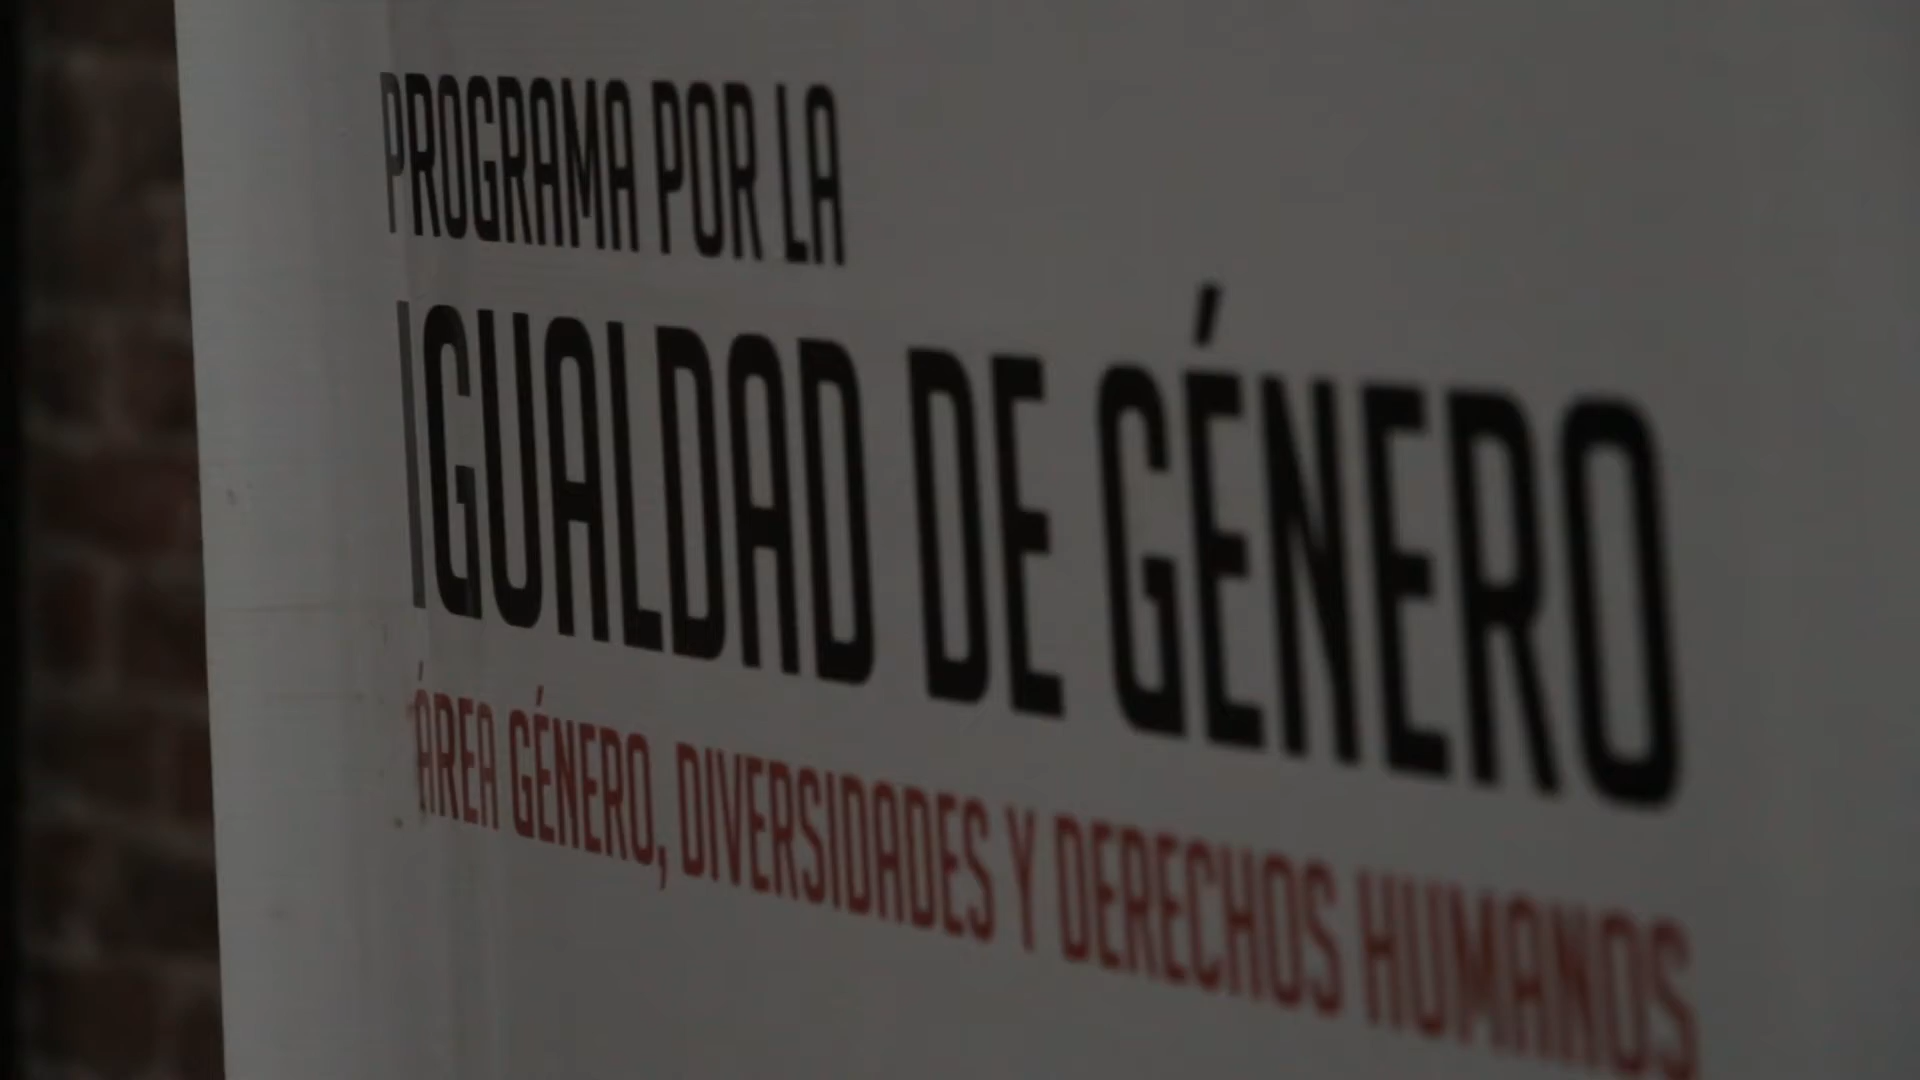 PROGRAMA POR LA
IGUALDAD DE GÉNERO
ÁREA GÉNERO, DIVERSIDADES Y DERECHOS HUMANOS